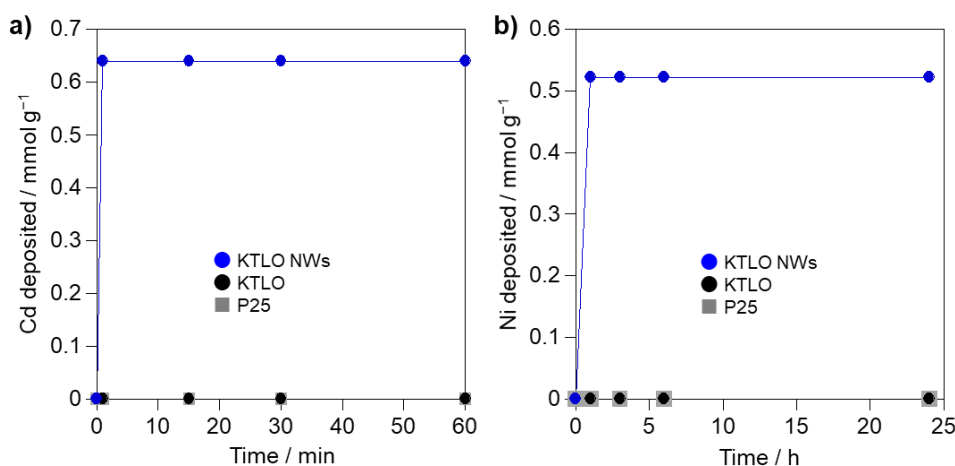 a)
Cd deposited / mmol g⁻¹
0.7
0.6
0.5
0.4
0.3
0.2
0.1
0
KTLO NWs
KTLO
P25
0 10 20 30 40 50 60
Time / min
b)
Ni deposited / mmol g⁻¹
0.6
0.5
0.4
0.3
0.2
0.1
0
KTLO NWs
KTLO
P25
0 5 10 15 20 25
Time / h